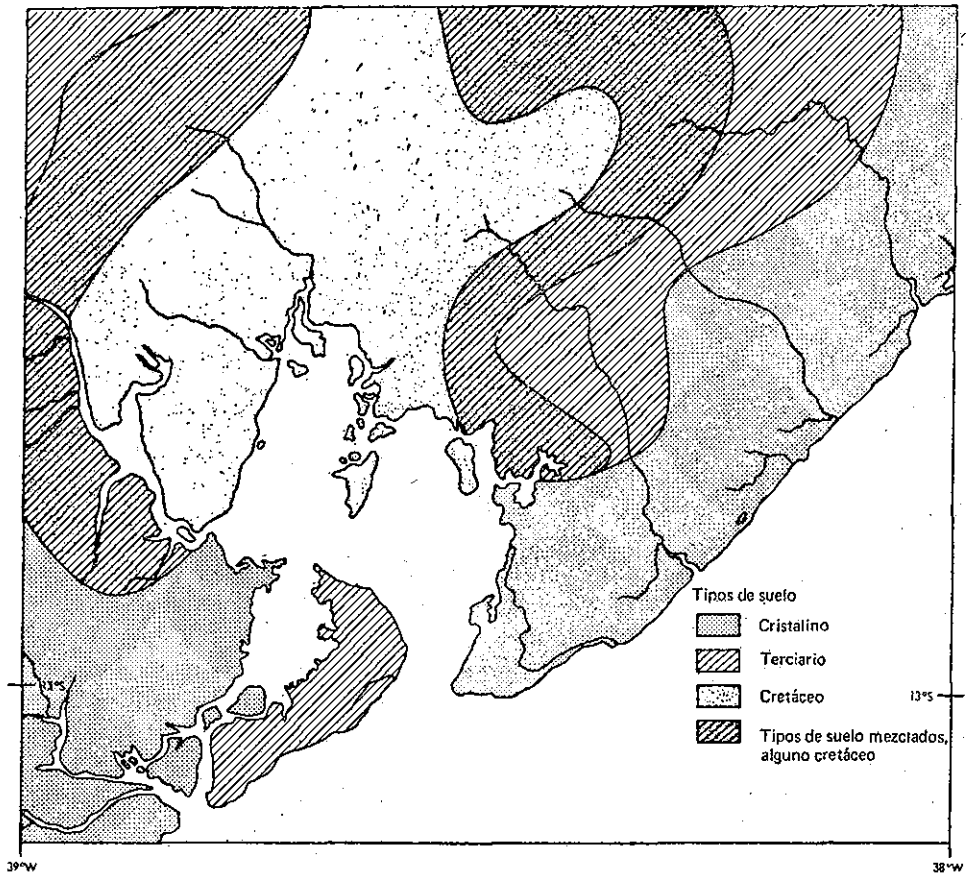 Tipos de suelo
Cristalino
Terciario
Cretáceo
Tipos de suelo mezclados,
alguno cretáceo
13°S
13°S
39°W
38°W